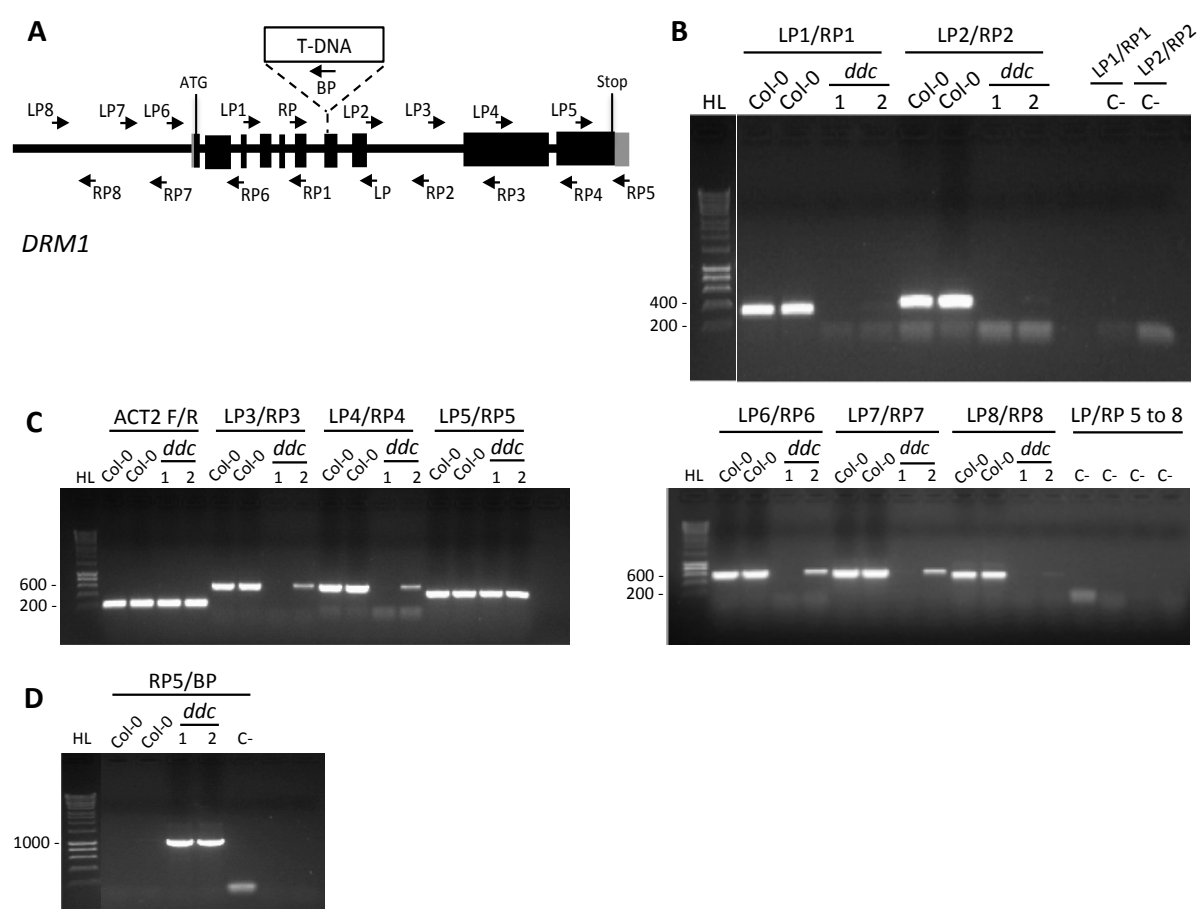 A
T-DNA
BP
ATG
Stop
LP8 LP7 LP6 LP1 RP LP2 LP3 LP4 LP5
RP8 RP7 RP6 RP1 LP RP2 RP3 RP4 RP5
DRM1
B
LP1/RP1 LP2/RP2 LP1/RP1 LP2/RP2
HL Col-0 Col-0 ddc Col-0 Col-0 ddc
1 2 1 2 C- C-
400 -
200 -
C
ACT2 F/R LP3/RP3 LP4/RP4 LP5/RP5
HL Col-0 Col-0 ddc Col-0 Col-0 ddc Col-0 Col-0 ddc Col-0 Col-0 ddc
1 2 1 2 1 2 1 2
600 -
200 -
LP6/RP6 LP7/RP7 LP8/RP8 LP/RP 5 to 8
HL Col-0 Col-0 ddc Col-0 Col-0 ddc Col-0 Col-0 ddc
1 2 1 2 1 2 C- C- C- C-
600 -
200 -
D
RP5/BP
HL Col-0 Col-0 ddc
1 2 C-
1000 -